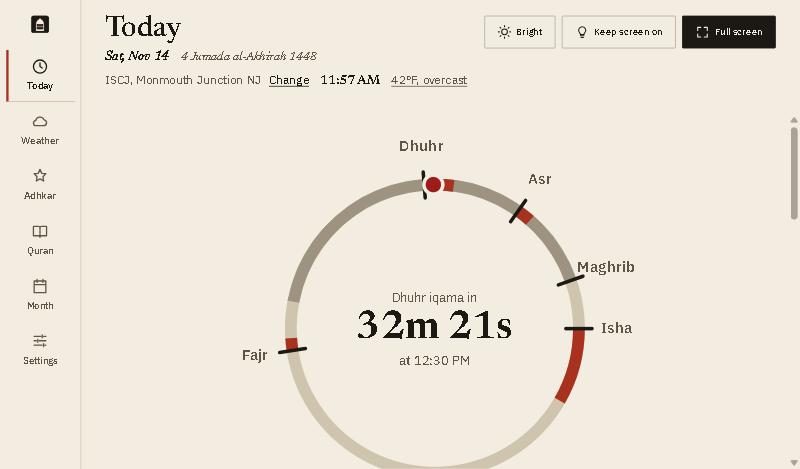 Today
Bright
Keep screen on
Full screen
Sat, Nov 14 4 Jumada al-Akhirah 1448
ISCJ, Monmouth Junction NJ Change 11:57 AM 42°F, overcast
Today
Weather
Adhkar
Quran
Month
Settings
Dhuhr
Asr
Maghrib
Isha
Fajr
Dhuhr iqama in
32m 21s
at 12:30 PM